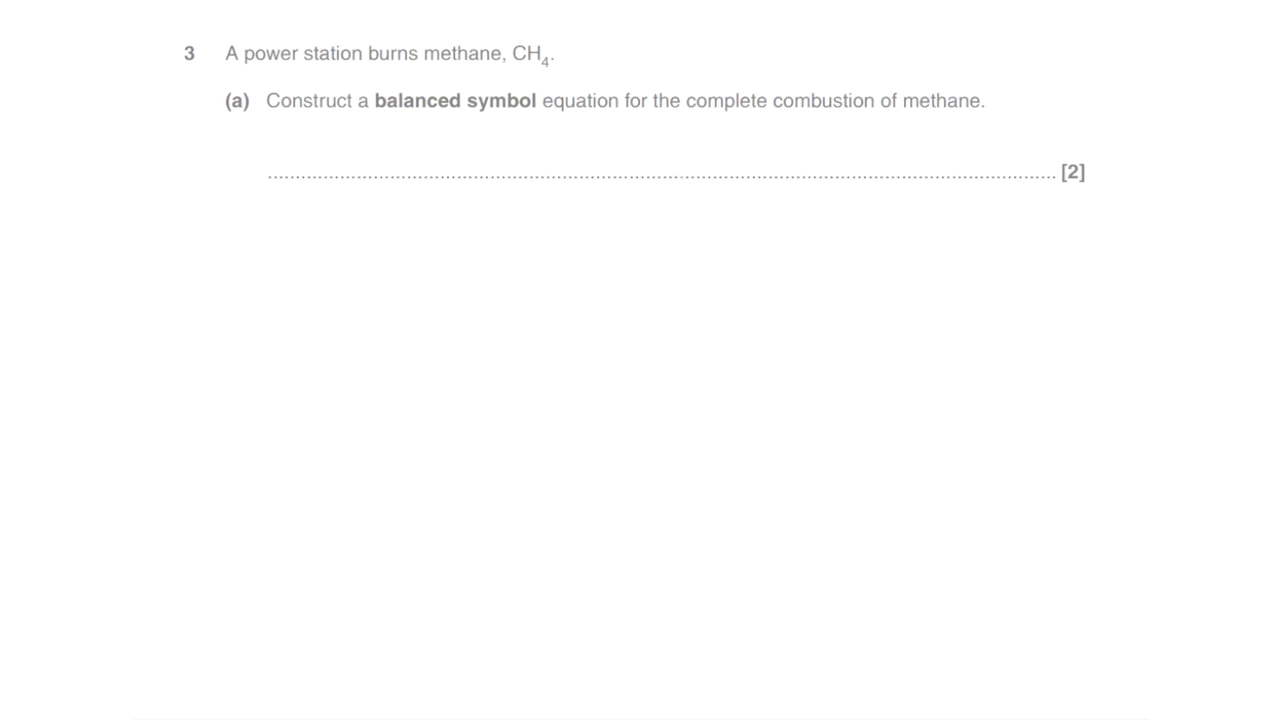 3 A power station burns methane, CH₄.
(a) Construct a balanced symbol equation for the complete combustion of methane.
.................................................................................................................................................. [2]